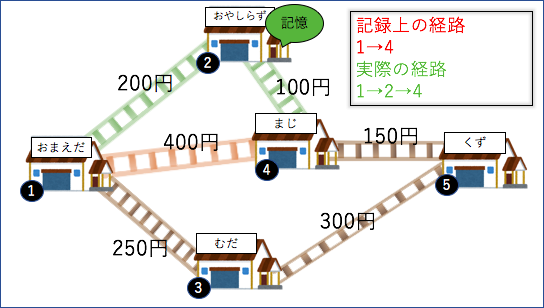 おやしらず
記憶
2
記録上の経路
1→4
実際の経路
1→2→4
200円
100円
まじ
400円
150円
おまえだ
くず
4
1
5
300円
250円
むだ
3